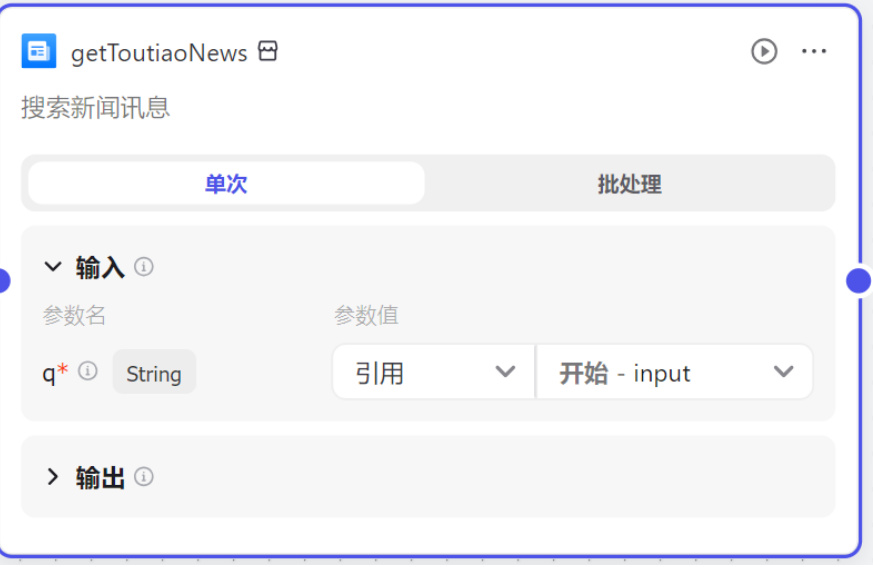 getToutiaoNews
搜索新闻讯息
单次 批处理
输入
参数名 参数值
q* String 引用 开始 - input
输出